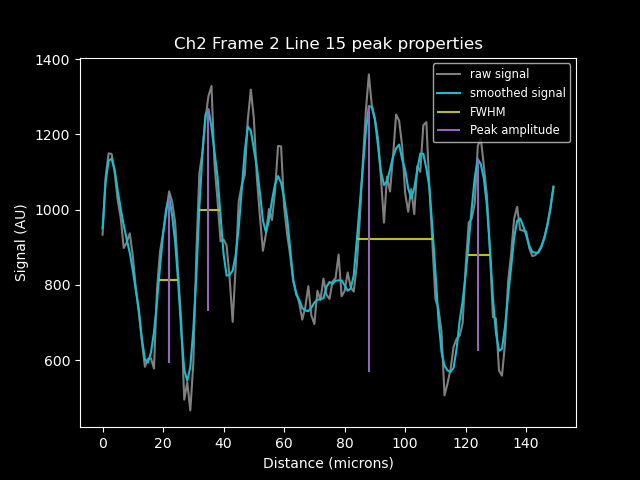 Ch2 Frame 2 Line 15 peak properties
raw signal
smoothed signal
FWHM
Peak amplitude
Signal (AU)
1400
1200
1000
800
600
0 20 40 60 80 100 120 140
Distance (microns)